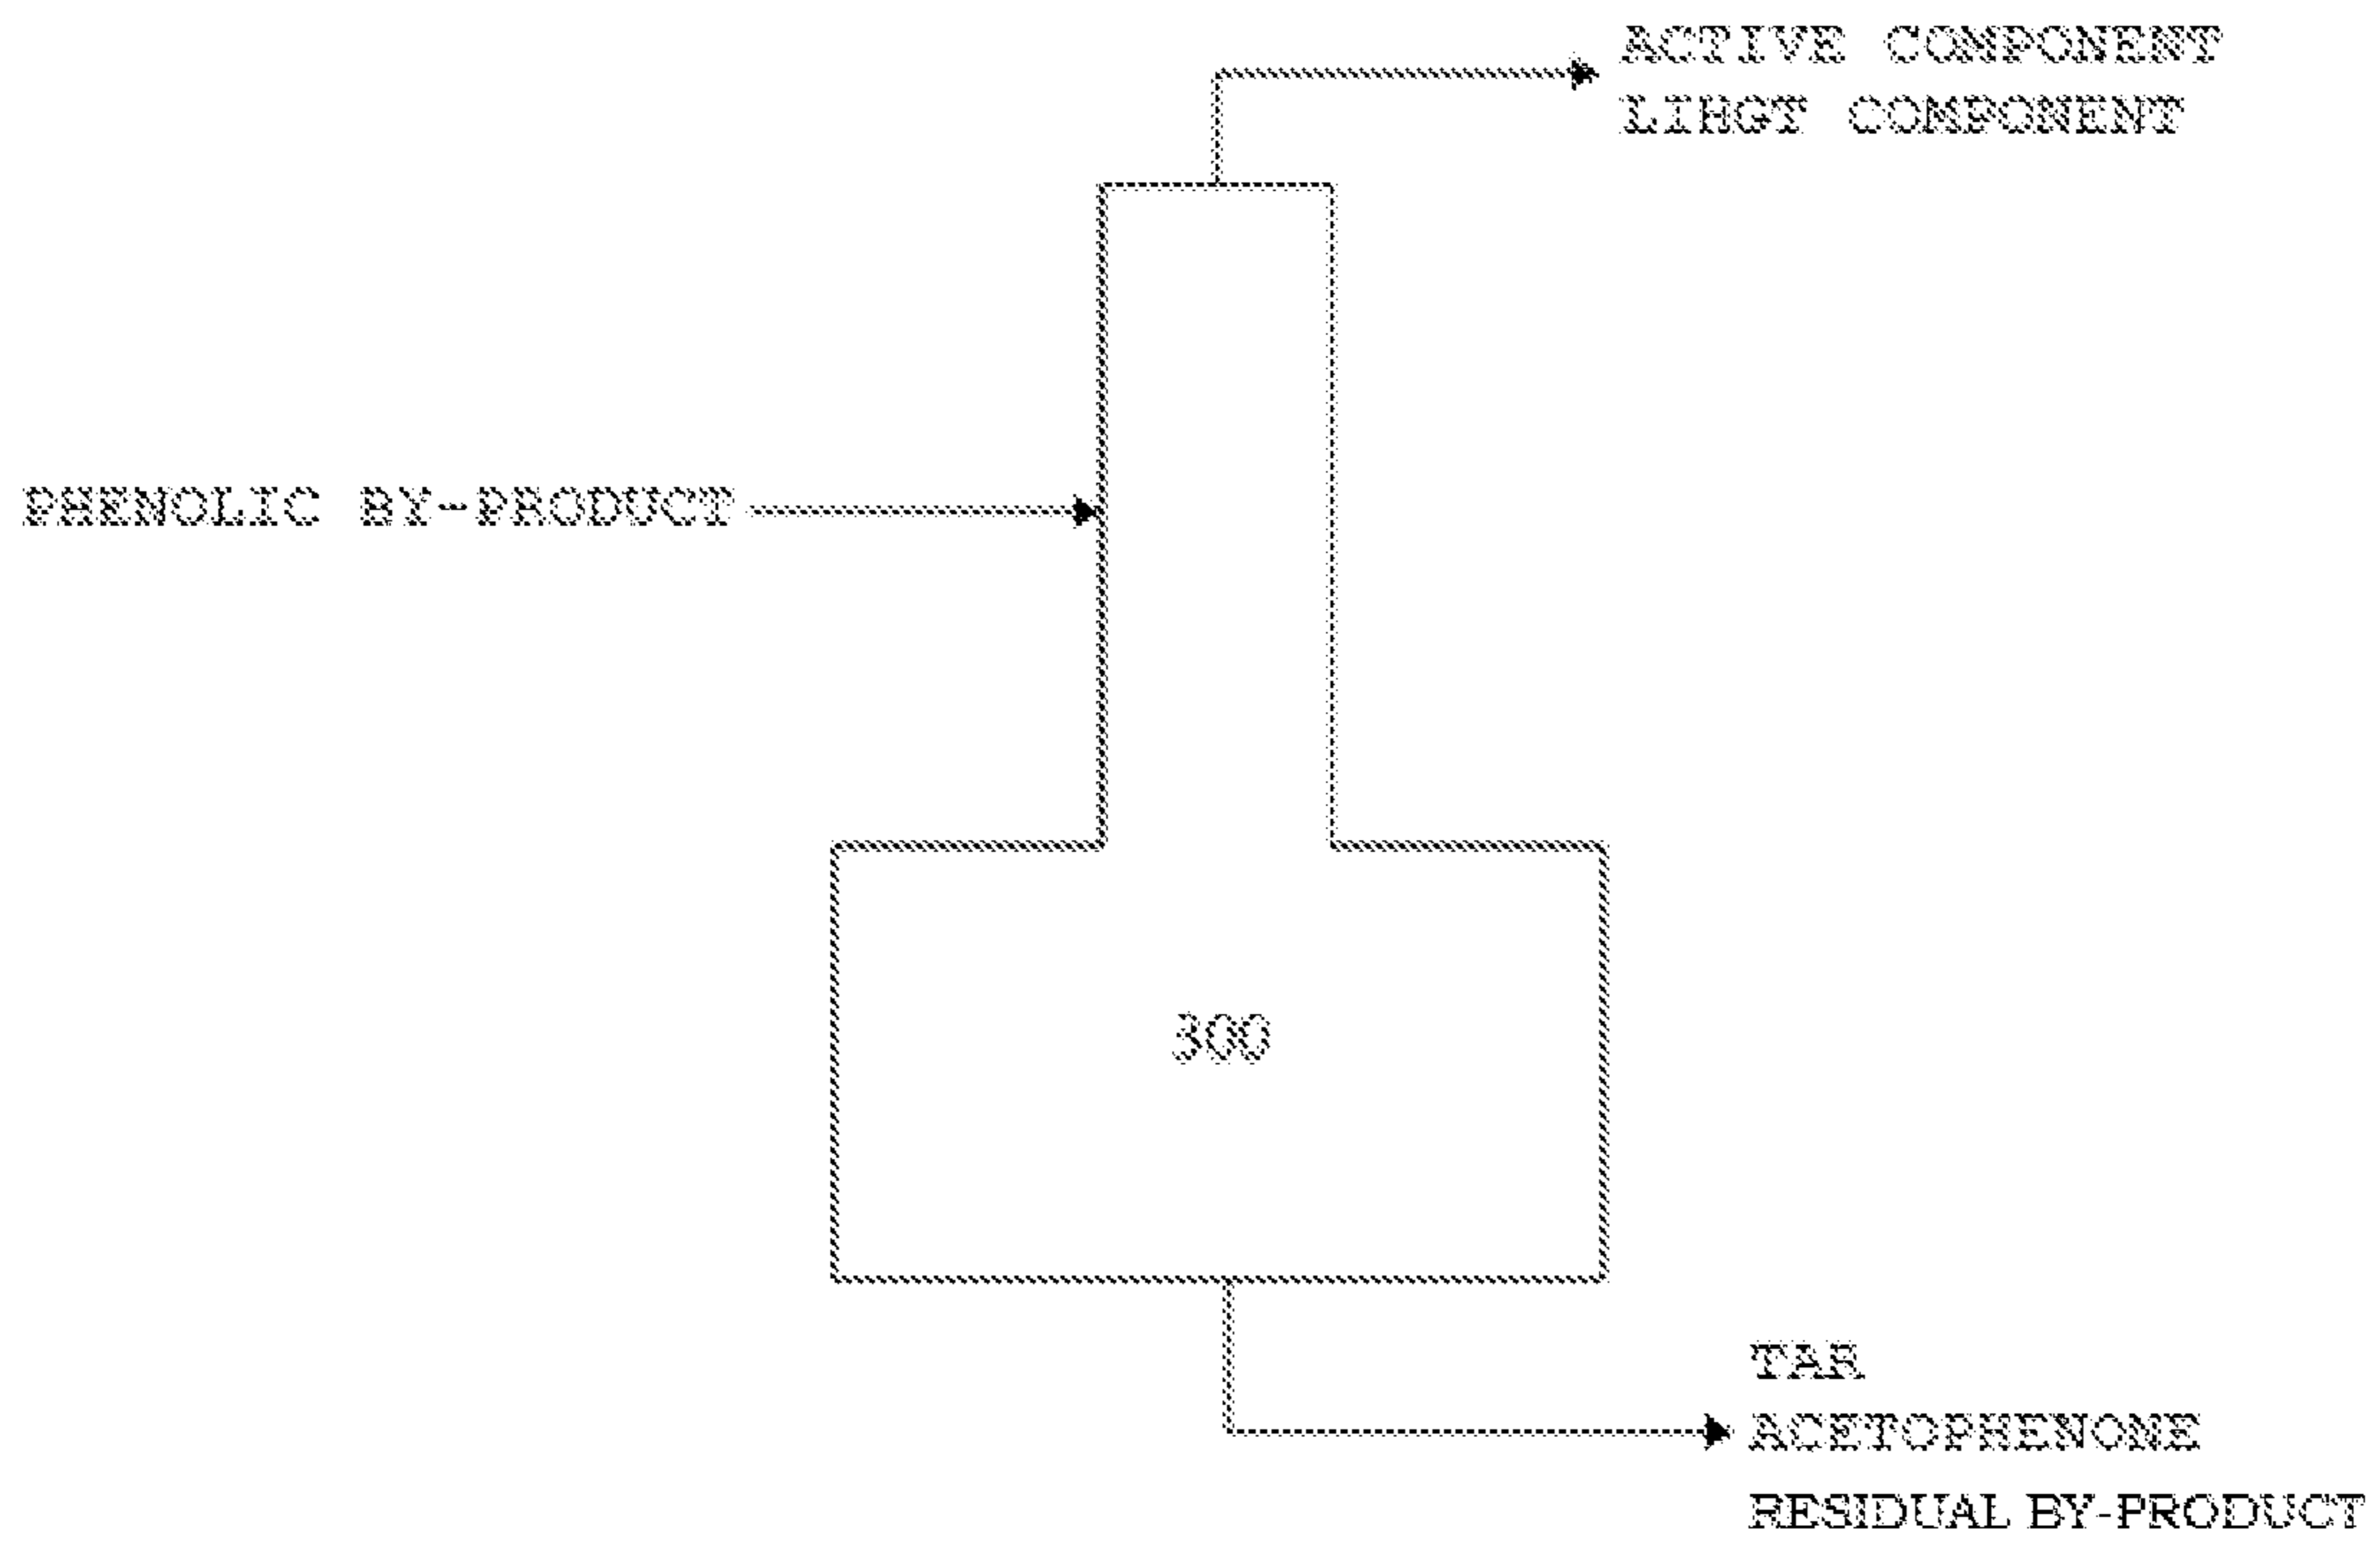 ACTIVE COMPONENT
LIHGT COMPONENT
PHENOLIC BY-PRODUCT
300
TAR
ACETOPHENONE
RESIDUAL BY-PRODUCT